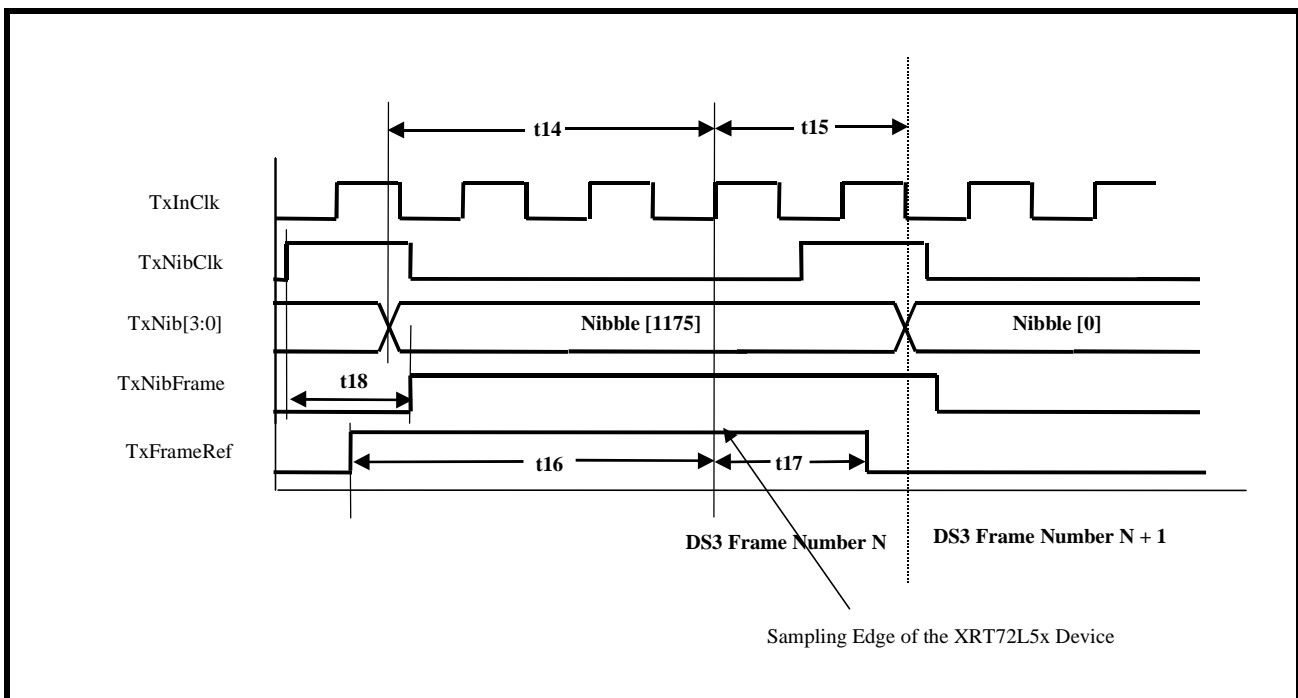 t14
t15
TxInClk
TxNibClk
TxNib[3:0]
Nibble [1175]
Nibble [0]
TxNibFrame
t18
TxFrameRef
t16
t17
DS3 Frame Number N
DS3 Frame Number N + 1
Sampling Edge of the XRT72L5x Device